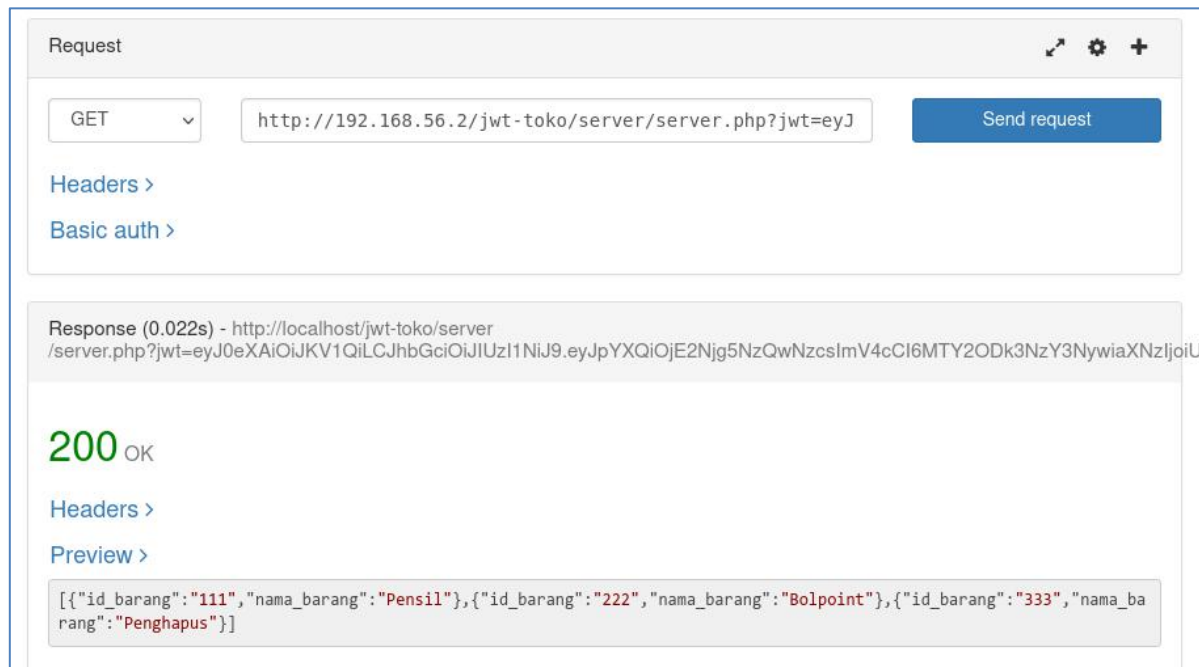 Request
GET
http://192.168.56.2/jwt-toko/server/server.php?jwt=eyJ
Send request
Headers >
Basic auth >
Response (0.022s) - http://localhost/jwt-toko/server
/server.php?jwt=eyJ0eXAiOiJKV1QiLCJhbGciOiJIUzI1NiJ9.eyJpYXQiOjE2Njg5NzQwNzcsImV4cCI6MTY2ODk3NzY3NywiaXNzIjoiU
200 OK
Headers >
Preview >
[{"id_barang":"111","nama_barang":"Pensil"},{"id_barang":"222","nama_barang":"Bolpoint"},{"id_barang":"333","nama_ba
rang":"Penghapus"}]